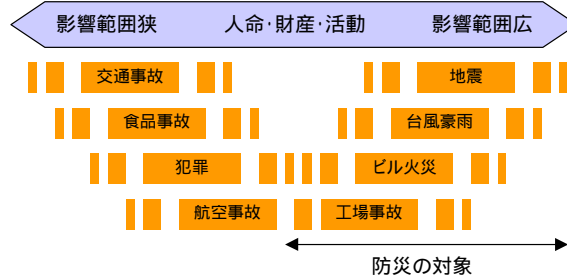 影響範囲狭 人命・財産・活動 影響範囲広
交通事故 地震
食品事故 台風豪雨
犯罪 ビル火災
航空事故 工場事故
防災の対象